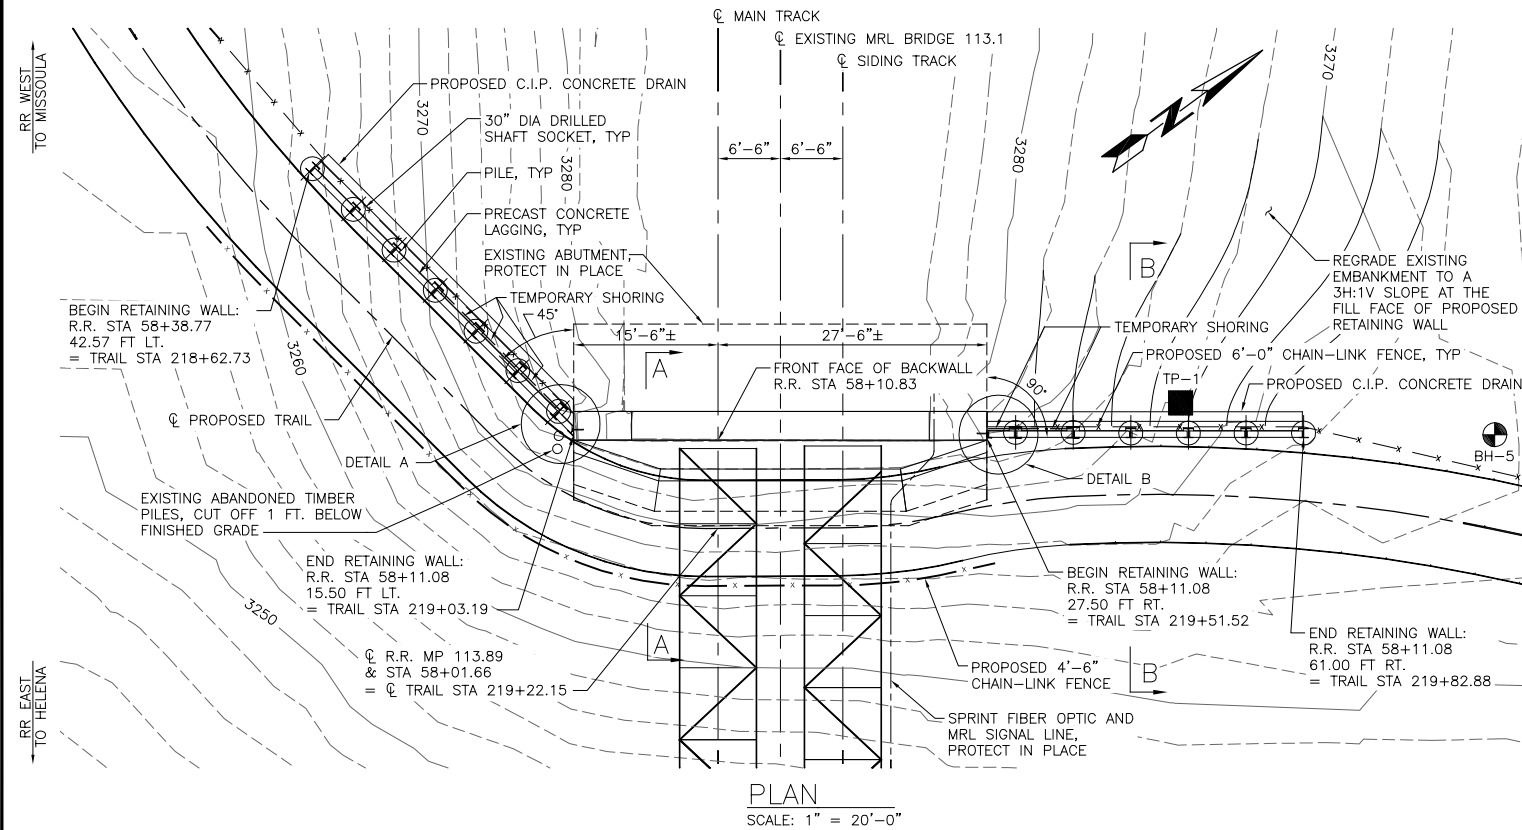 ℄ MAIN TRACK
℄ EXISTING MRL BRIDGE 113.1
℄ SIDING TRACK
RR WEST
TO MISSOULA
PROPOSED C.I.P. CONCRETE DRAIN
3270
3270
30" DIA DRILLED
SHAFT SOCKET, TYP
3280
3280
6'-6"
6'-6"
N
PILE, TYP
PRECAST CONCRETE
LAGGING, TYP
EXISTING ABUTMENT,
PROTECT IN PLACE
B
REGRADE EXISTING
EMBANKMENT TO A
3H:1V SLOPE AT THE
FILL FACE OF PROPOSED
RETAINING WALL
TEMPORARY SHORING
45°
BEGIN RETAINING WALL:
R.R. STA 58+38.77
42.57 FT LT.
= TRAIL STA 218+62.73
3260
15'-6"±
27'-6"±
TEMPORARY SHORING
PROPOSED 6'-0" CHAIN-LINK FENCE, TYP
A
FRONT FACE OF BACKWALL
R.R. STA 58+10.83
90°
TP-1
PROPOSED C.I.P. CONCRETE DRAIN
℄ PROPOSED TRAIL
BH-5
DETAIL A
DETAIL B
EXISTING ABANDONED TIMBER
PILES, CUT OFF 1 FT. BELOW
FINISHED GRADE
END RETAINING WALL:
R.R. STA 58+11.08
15.50 FT LT.
= TRAIL STA 219+03.19
3250
BEGIN RETAINING WALL:
R.R. STA 58+11.08
27.50 FT RT.
= TRAIL STA 219+51.52
END RETAINING WALL:
R.R. STA 58+11.08
61.00 FT RT.
= TRAIL STA 219+82.88
A
℄ R.R. MP 113.89
& STA 58+01.66
= ℄ TRAIL STA 219+22.15
PROPOSED 4'-6"
CHAIN-LINK FENCE
B
RR EAST
TO HELENA
SPRINT FIBER OPTIC AND
MRL SIGNAL LINE,
PROTECT IN PLACE
PLAN
SCALE: 1" = 20'-0"